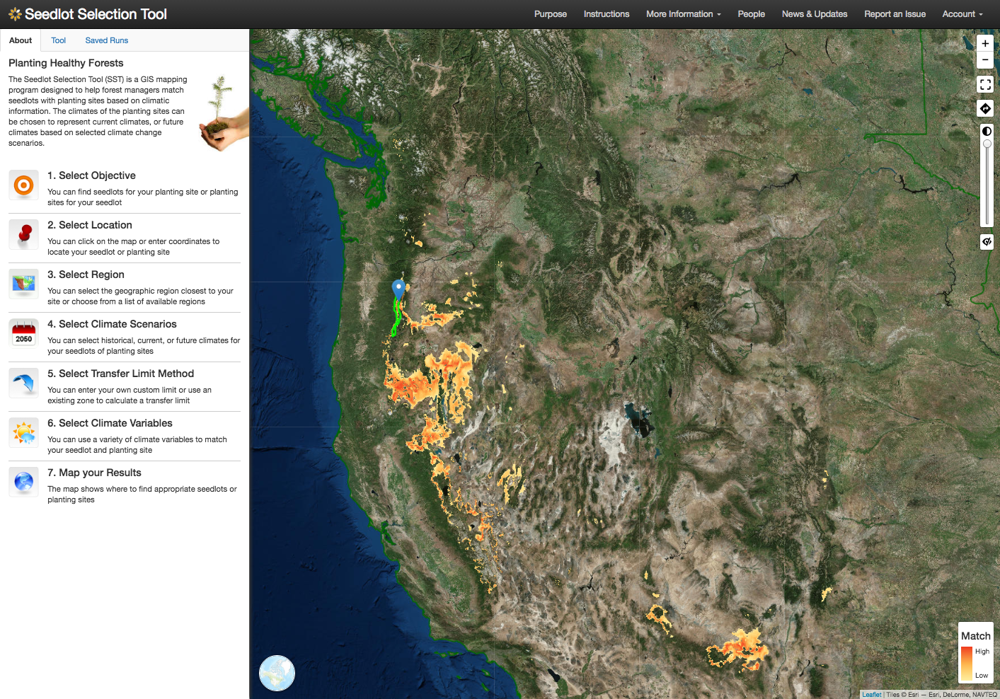 Seedlot Selection Tool
Purpose
Instructions
More Information
People
News & Updates
Report an Issue
Account
About
Tool
Saved Runs
Planting Healthy Forests
The Seedlot Selection Tool (SST) is a GIS mapping
program designed to help forest managers match
seedlots with planting sites based on climatic
information. The climates of the planting sites can
be chosen to represent current climates, or future
climates based on selected climate change
scenarios.
1. Select Objective
You can find seedlots for your planting site or planting
sites for your seedlot
2. Select Location
You can click on the map or enter coordinates to
locate your seedlot or planting site
3. Select Region
You can select the geographic region closest to your
site or choose from a list of available regions
2050
4. Select Climate Scenarios
You can select historical, current, or future climates for
your seedlots of planting sites
5. Select Transfer Limit Method
You can enter your own custom limit or use an
existing zone to calculate a transfer limit
6. Select Climate Variables
You can use a variety of climate variables to match
your seedlot and planting site
7. Map your Results
The map shows where to find appropriate seedlots or
planting sites
+
−
Match
High
Low
Leaflet | Tiles © Esri — Esri, DeLorme, NAVTEQ